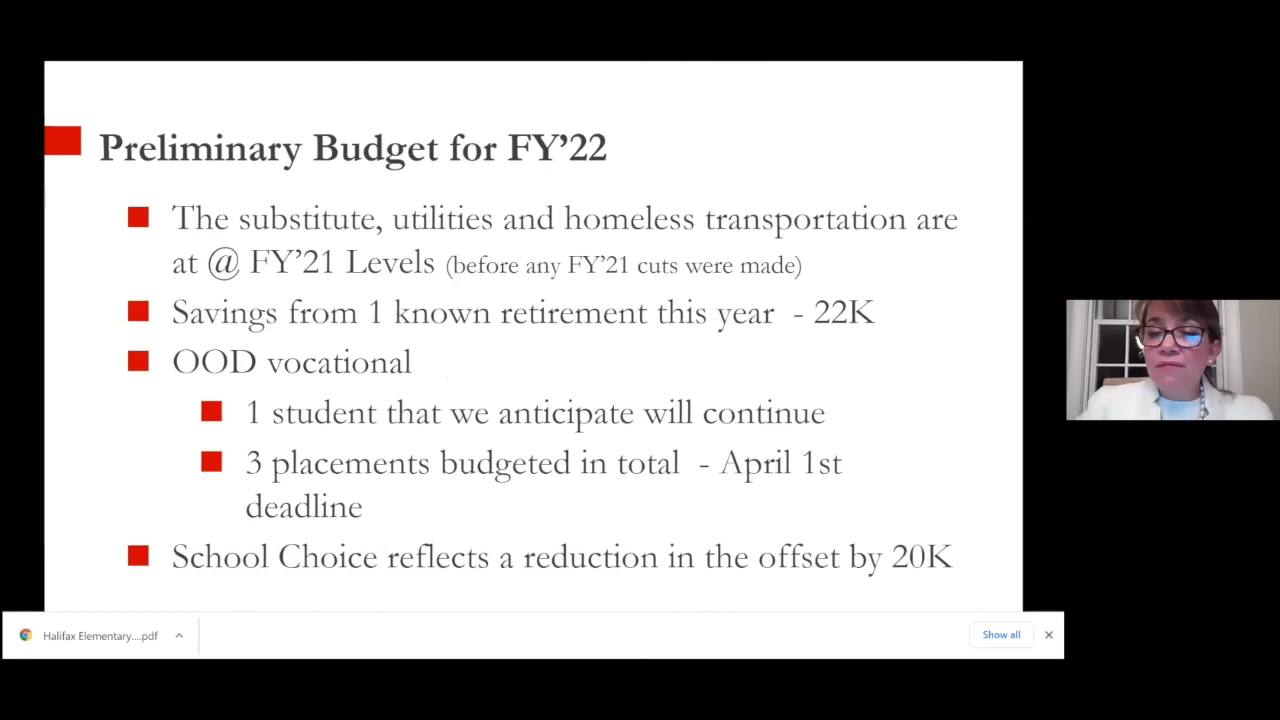 Preliminary Budget for FY’22
The substitute, utilities and homeless transportation are
at @ FY’21 Levels (before any FY’21 cuts were made)
Savings from 1 known retirement this year - 22K
OOD vocational
1 student that we anticipate will continue
3 placements budgeted in total - April 1st
deadline
School Choice reflects a reduction in the offset by 20K
Halifax Elementary....pdf
Show all